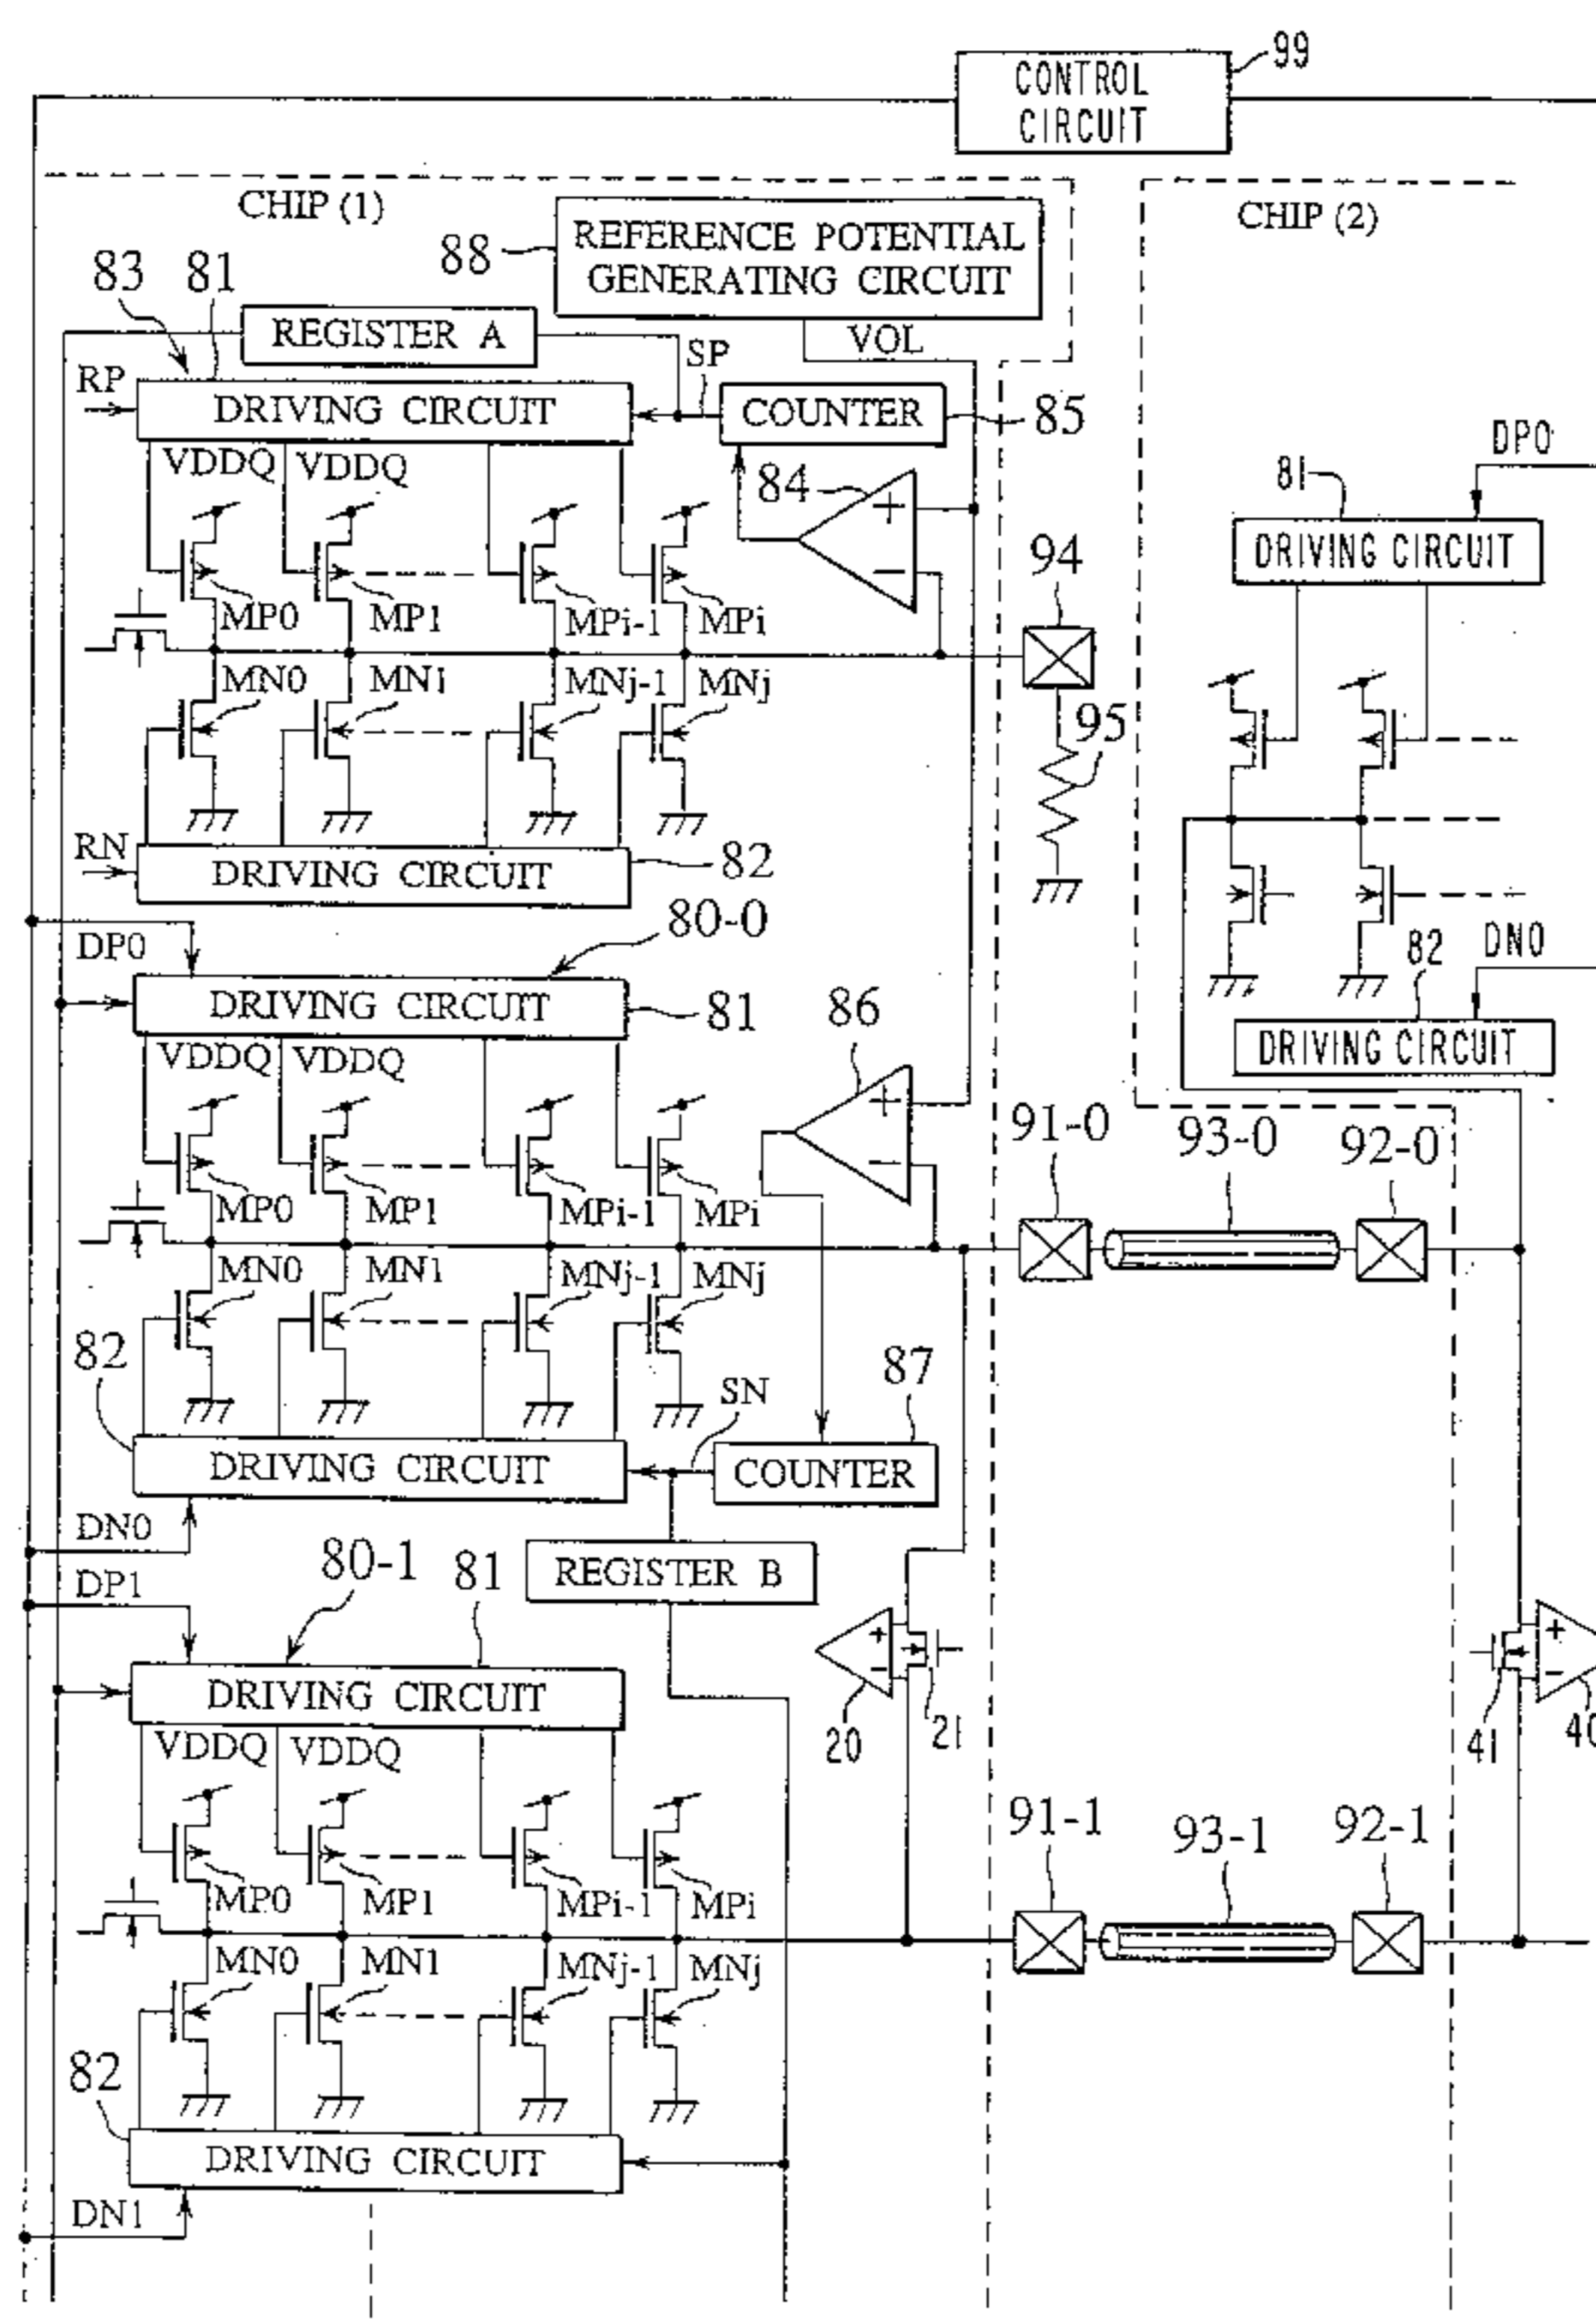 99
CONTROL
CIRCUIT
CHIP (1)
CHIP (2)
88
REFERENCE POTENTIAL
GENERATING CIRCUIT
83
81
REGISTER A
SP
VOL
RP
DRIVING CIRCUIT
COUNTER
85
VDDQ
VDDQ
84
DP0
81
DRIVING CIRCUIT
94
MP0
MP1
MPi-1
MPi
MN0
MN1
MNj-1
MNj
95
RN
DRIVING CIRCUIT
82
DP0
80-0
82
DN0
DRIVING CIRCUIT
81
86
DRIVING CIRCUIT
VDDQ
VDDQ
91-0
93-0
92-0
MP0
MP1
MPi-1
MPi
MN0
MN1
MNj-1
MNj
82
87
SN
DRIVING CIRCUIT
COUNTER
DN0
80-1
81
REGISTER B
DP1
DRIVING CIRCUIT
+
−
20
21
41
40
VDDQ
VDDQ
91-1
93-1
92-1
MP0
MP1
MPi-1
MPi
MN0
MN1
MNj-1
MNj
82
DRIVING CIRCUIT
DN1